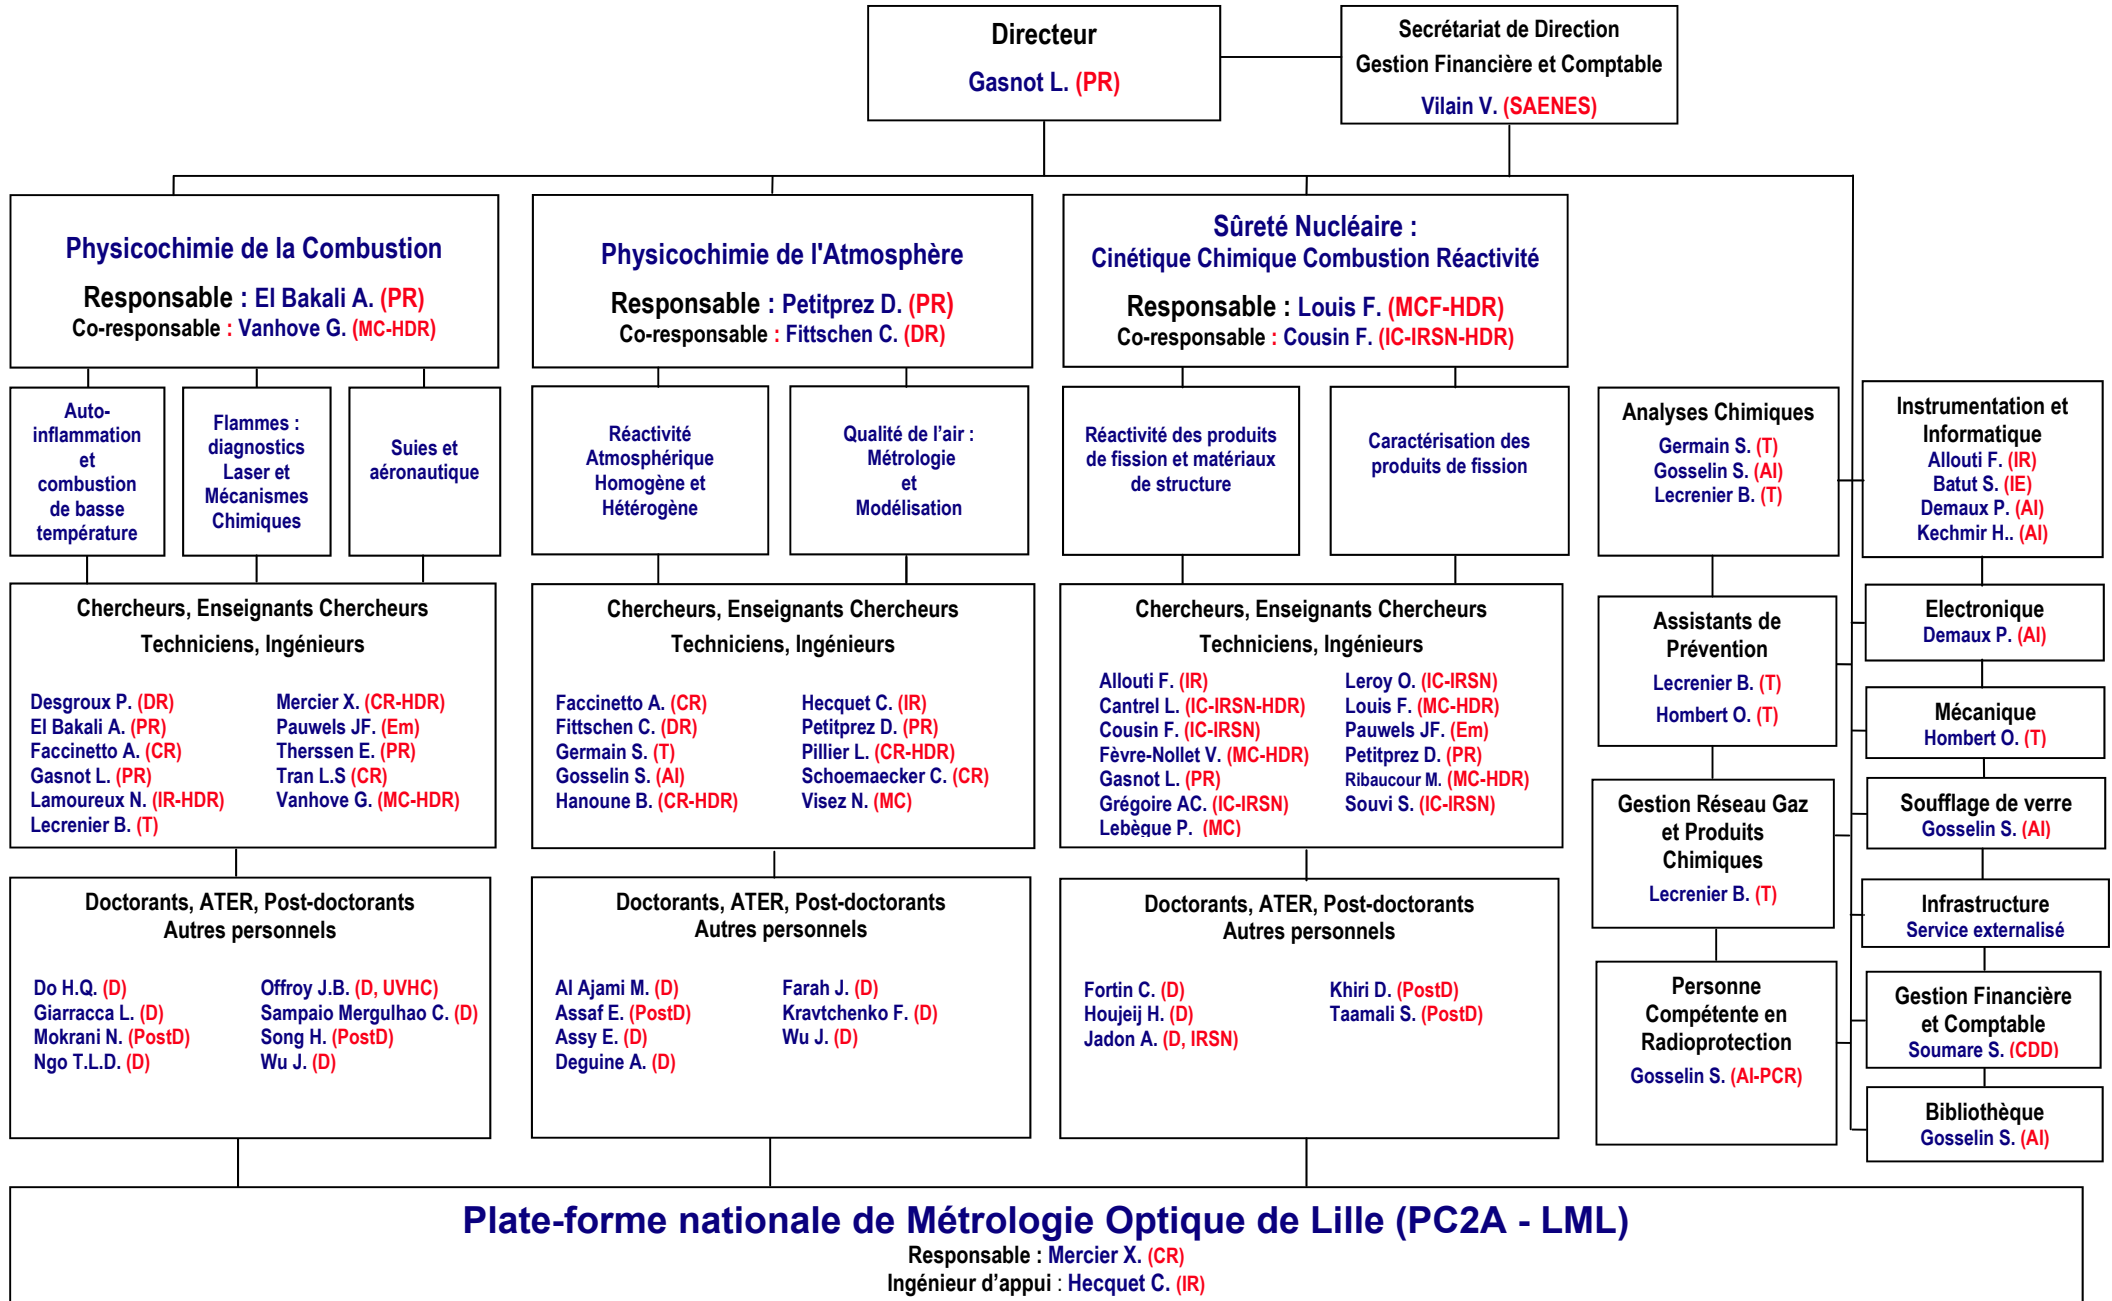 Directeur
Gasnot L. (PR)
Secrétariat de Direction
Gestion Financière et Comptable
Vilain V. (SAENES)
Physicochimie de la Combustion
Responsable : El Bakali A. (PR)
Co-responsable : Vanhove G. (MC-HDR)
Physicochimie de l'Atmosphère
Responsable : Petitprez D. (PR)
Co-responsable : Fittschen C. (DR)
Sûreté Nucléaire :
Cinétique Chimique Combustion Réactivité
Responsable : Louis F. (MCF-HDR)
Co-responsable : Cousin F. (IC-IRSN-HDR)
Auto-
inflammation
et
combustion
de basse
température
Flammes :
diagnostics
Laser et
Mécanismes
Chimiques
Suies et
aéronautique
Réactivité
Atmosphérique
Homogène et
Hétérogène
Qualité de l’air :
Métrologie
et
Modélisation
Réactivité des produits
de fission et matériaux
de structure
Caractérisation des
produits de fission
Chercheurs, Enseignants Chercheurs
Techniciens, Ingénieurs
Desgroux P. (DR)
El Bakali A. (PR)
Faccinetto A. (CR)
Gasnot L. (PR)
Lamoureux N. (IR-HDR)
Lecrenier B. (T)
Mercier X. (CR-HDR)
Pauwels JF. (Em)
Therssen E. (PR)
Tran L.S (CR)
Vanhove G. (MC-HDR)
Chercheurs, Enseignants Chercheurs
Techniciens, Ingénieurs
Faccinetto A. (CR)
Fittschen C. (DR)
Germain S. (T)
Gosselin S. (AI)
Hanoune B. (CR-HDR)
Hecquet C. (IR)
Petitprez D. (PR)
Pillier L. (CR-HDR)
Schoemaecker C. (CR)
Visez N. (MC)
Chercheurs, Enseignants Chercheurs
Techniciens, Ingénieurs
Allouti F. (IR)
Cantrel L. (IC-IRSN-HDR)
Cousin F. (IC-IRSN)
Fèvre-Nollet V. (MC-HDR)
Gasnot L. (PR)
Grégoire AC. (IC-IRSN)
Lebègue P. (MC)
Leroy O. (IC-IRSN)
Louis F. (MC-HDR)
Pauwels JF. (Em)
Petitprez D. (PR)
Ribaucour M. (MC-HDR)
Souvi S. (IC-IRSN)
Doctorants, ATER, Post-doctorants
Autres personnels
Do H.Q. (D)
Giarracca L. (D)
Mokrani N. (PostD)
Ngo T.L.D. (D)
Offroy J.B. (D, UVHC)
Sampaio Mergulhao C. (D)
Song H. (PostD)
Wu J. (D)
Doctorants, ATER, Post-doctorants
Autres personnels
Al Ajami M. (D)
Assaf E. (PostD)
Assy E. (D)
Deguine A. (D)
Farah J. (D)
Kravtchenko F. (D)
Wu J. (D)
Doctorants, ATER, Post-doctorants
Autres personnels
Fortin C. (D)
Houjeij H. (D)
Jadon A. (D, IRSN)
Khiri D. (PostD)
Taamali S. (PostD)
Analyses Chimiques
Germain S. (T)
Gosselin S. (AI)
Lecrenier B. (T)
Assistants de
Prévention
Lecrenier B. (T)
Hombert O. (T)
Gestion Réseau Gaz
et Produits
Chimiques
Lecrenier B. (T)
Personne
Compétente en
Radioprotection
Gosselin S. (AI-PCR)
Instrumentation et
Informatique
Allouti F. (IR)
Batut S. (IE)
Demaux P. (AI)
Kechmir H.. (AI)
Electronique
Demaux P. (AI)
Mécanique
Hombert O. (T)
Soufflage de verre
Gosselin S. (AI)
Infrastructure
Service externalisé
Gestion Financière
et Comptable
Soumare S. (CDD)
Bibliothèque
Gosselin S. (AI)
Plate-forme nationale de Métrologie Optique de Lille (PC2A - LML)
Responsable : Mercier X. (CR)
Ingénieur d’appui : Hecquet C. (IR)